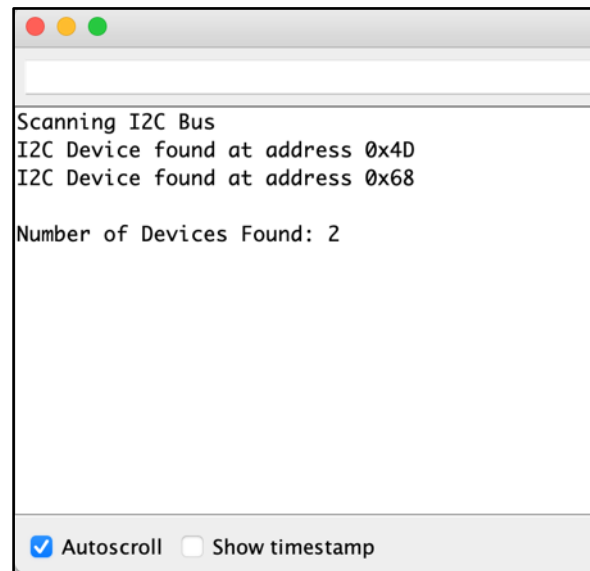 Scanning I2C Bus
I2C Device found at address 0x4D
I2C Device found at address 0x68
Number of Devices Found: 2
Autoscroll Show timestamp